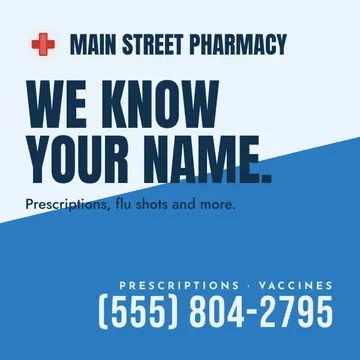 MAIN STREET PHARMACY
WE KNOW
YOUR NAME.
Prescriptions, flu shots and more.
PRESCRIPTIONS · VACCINES
(555) 804-2795